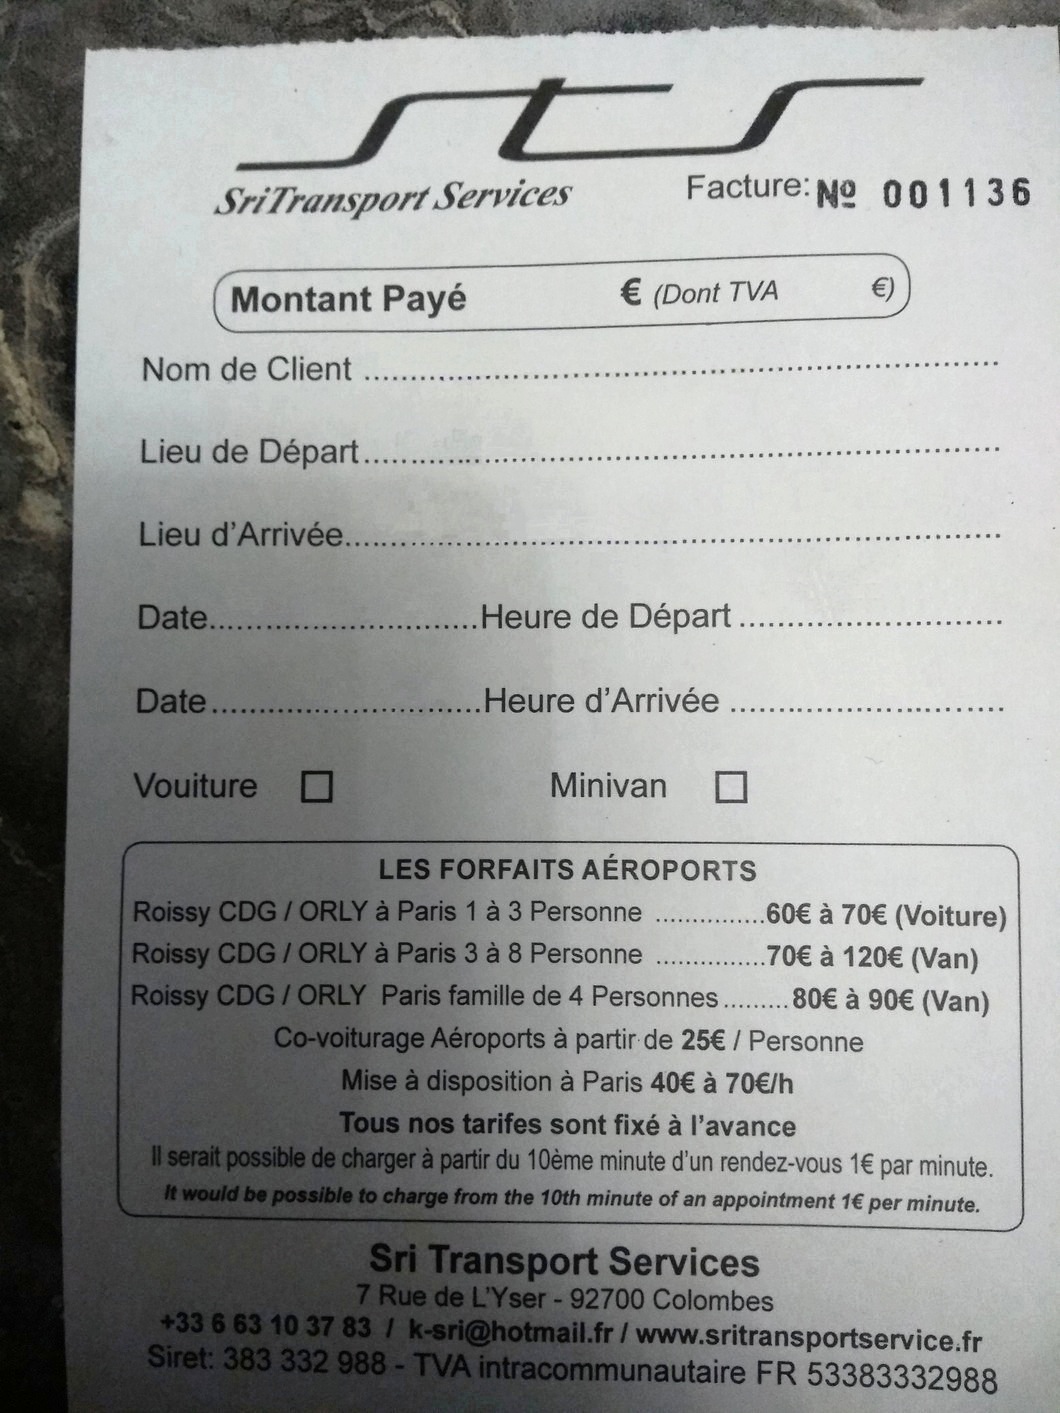 sts
SriTransport Services
Facture: Nº 001136
Montant Payé € (Dont TVA €)
Nom de Client ........................................................................
Lieu de Départ........................................................................
Lieu d'Arrivée........................................................................
Date............................Heure de Départ ............................
Date............................Heure d'Arrivée ............................
Vouiture ☐ Minivan ☐
LES FORFAITS AÉROPORTS
Roissy CDG / ORLY à Paris 1 à 3 Personne ...............60€ à 70€ (Voiture)
Roissy CDG / ORLY à Paris 3 à 8 Personne ...............70€ à 120€ (Van)
Roissy CDG / ORLY Paris famille de 4 Personnes.........80€ à 90€ (Van)
Co-voiturage Aéroports à partir de 25€ / Personne
Mise à disposition à Paris 40€ à 70€/h
Tous nos tarifes sont fixé à l'avance
Il serait possible de charger à partir du 10ème minute d'un rendez-vous 1€ par minute.
It would be possible to charge from the 10th minute of an appointment 1€ per minute.
Sri Transport Services
7 Rue de L'Yser - 92700 Colombes
+33 6 63 10 37 83 / k-sri@hotmail.fr / www.sritransportservice.fr
Siret: 383 332 988 - TVA intracommunautaire FR 53383332988